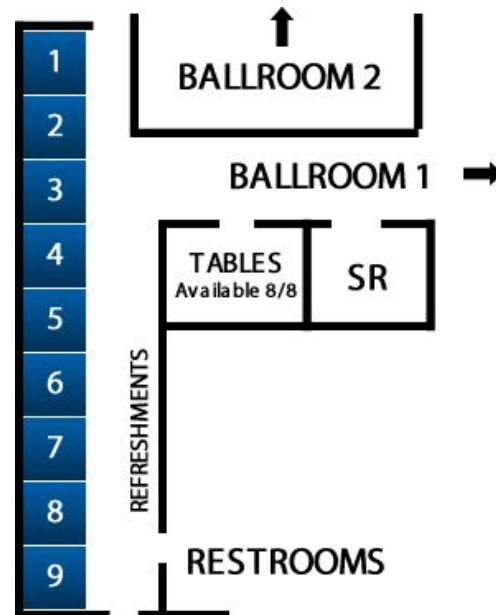 1
2
3
4
5
6
7
8
9
BALLROOM 2
BALLROOM 1
TABLES
Available 8/8
SR
REFRESHMENTS
RESTROOMS